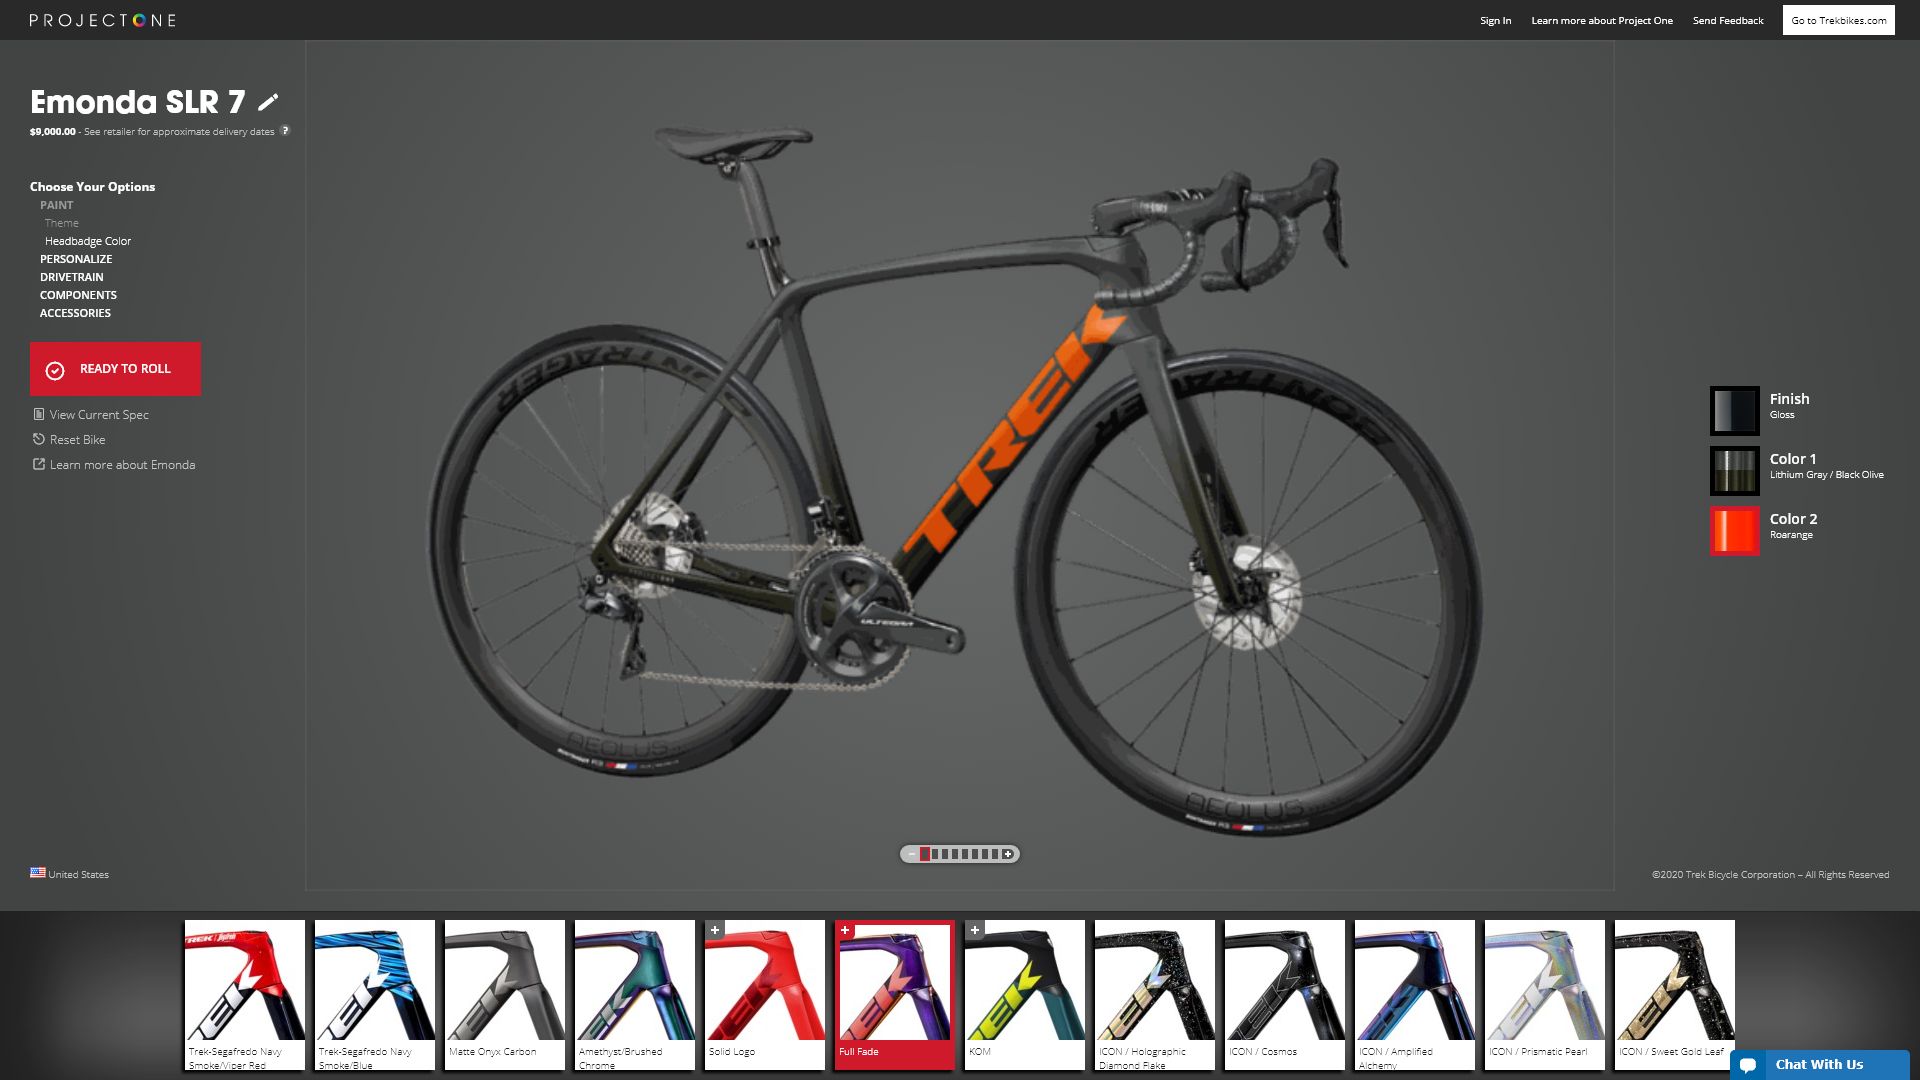 PROJECTONE
Sign In
Learn more about Project One
Send Feedback
Go to Trekbikes.com
Emonda SLR 7
$9,000.00 - See retailer for approximate delivery dates ?
Choose Your Options
PAINT
Theme
Headbadge Color
PERSONALIZE
DRIVETRAIN
COMPONENTS
ACCESSORIES
READY TO ROLL
View Current Spec
Reset Bike
Learn more about Emonda
BONTRAGER
TREK
BONTRAGER
ULTEGRA
AEOLUS
AEOLUS
Finish
Gloss
Color 1
Lithium Gray / Black Olive
Color 2
Roarange
United States
©2020 Trek Bicycle Corporation – All Rights Reserved
Trek-Segafredo Navy
Smoke/Viper Red
Trek-Segafredo Navy
Smoke/Blue
Matte Onyx Carbon
Amethyst/Brushed
Chrome
Solid Logo
Full Fade
KOM
ICON / Holographic
Diamond Flake
ICON / Cosmos
ICON / Amplified
Alchemy
ICON / Prismatic Pearl
ICON / Sweet Gold Leaf
Chat With Us